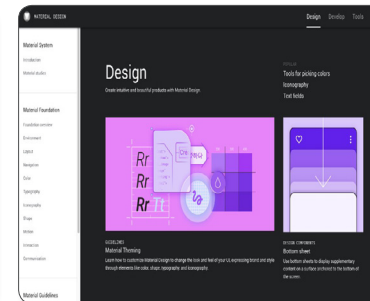 MATERIAL DESIGN
Design
Develop
Tools
Material System
Introduction
Material studies
Material Foundation
Foundation overview
Environment
Layout
Navigation
Color
Typography
Iconography
Shape
Motion
Interaction
Communication
Material Guidelines
Design
Create intuitive and beautiful products with Material Design.
POPULAR
Tools for picking colors
Iconography
Text fields
Rr
Rr
Rr Tt
GUIDELINES
Material Theming
Learn how to customize Material Design to change the look and feel of your UI, expressing brand and style
through elements like color, shape, typography, and iconography
DESIGN COMPONENTS
Bottom sheet
Use bottom sheets to display supplementary
content on a surface anchored to the bottom of
the screen